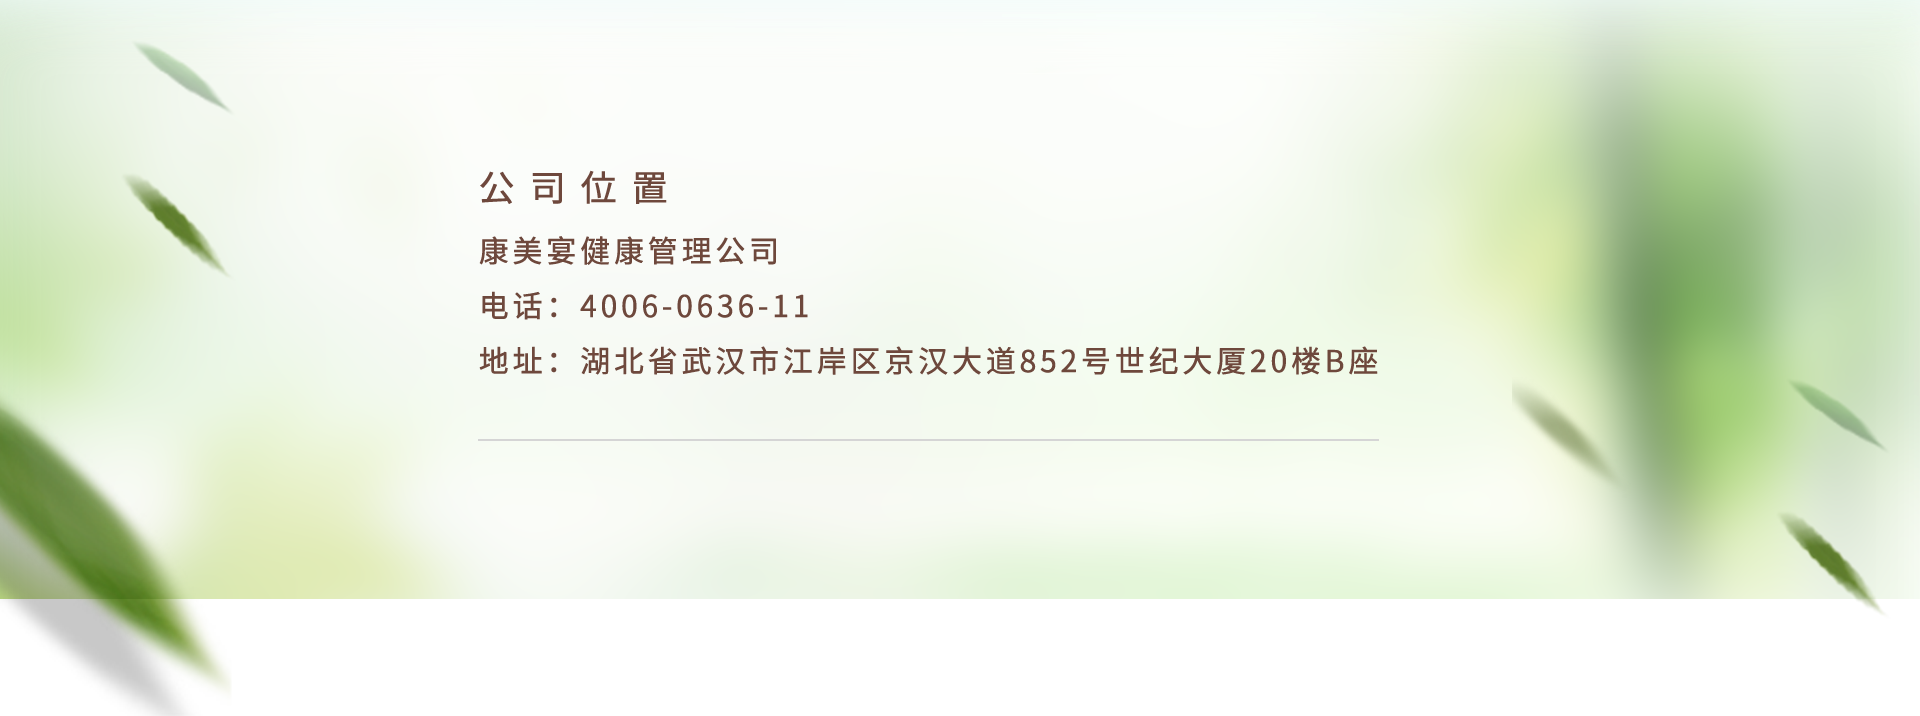 公司位置
康美宴健康管理公司
电话：4006-0636-11
地址：湖北省武汉市江岸区京汉大道852号世纪大厦20楼B座